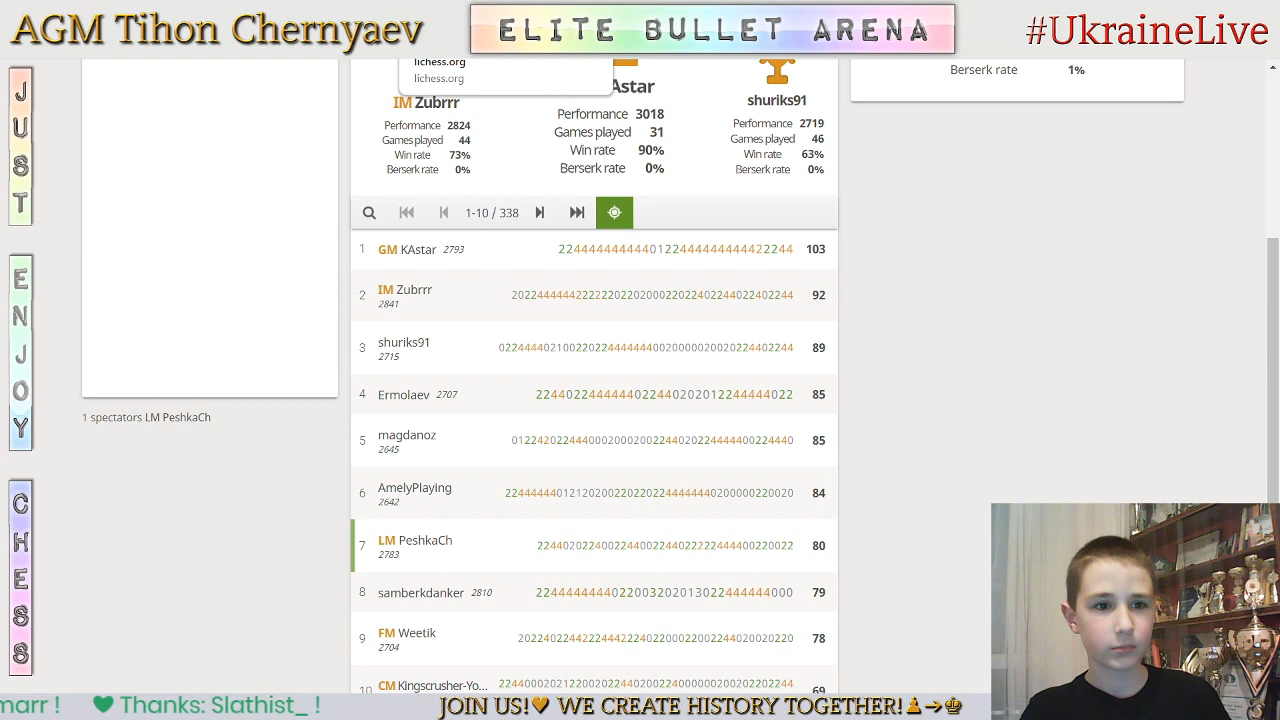 AGM Tihon Chernyaev
ELITE BULLET ARENA
#UkraineLive
JUST
ENJOY
CHESS
lichess.org
lichess.org
IM Zubrrr
Performance 2824
Games played 44
Win rate 73%
Berserk rate 0%
Astar
Performance 3018
Games played 31
Win rate 90%
Berserk rate 0%
shuriks91
Performance 2719
Games played 46
Win rate 63%
Berserk rate 0%
Berserk rate 1%
1-10 / 338
1 GM KAstar 2793 2244444444440122444444444422244 103
2 IM Zubrrr 2841 92
3 shuriks91 2715 89
4 Ermolaev 2707 85
5 magdanoz 2645 85
6 AmelyPlaying 2642 84
7 LM PeshkaCh 2783 80
8 samberkdanker 2810 79
9 FM Weetik 2704 78
10 CM Kingscrusher-Yo... 69
1 spectators LM PeshkaCh
marr !
Thanks: Slathist_ !
JOIN US! WE CREATE HISTORY TOGETHER!